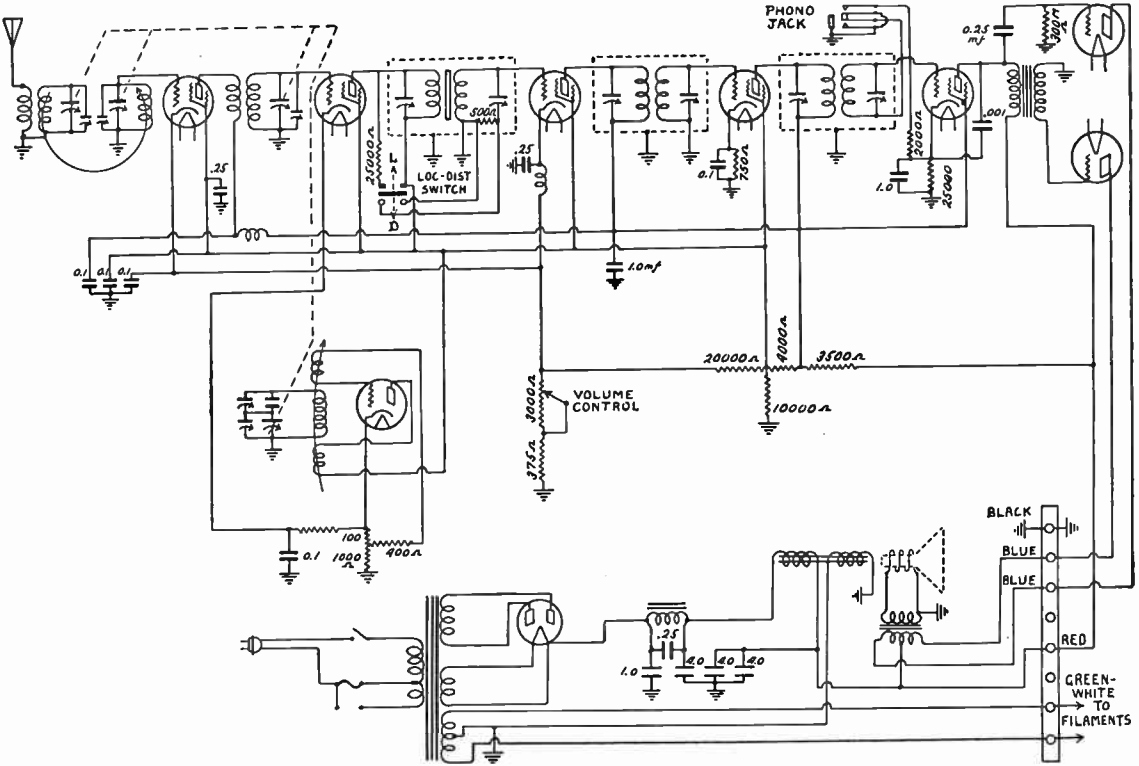 PHONO
JACK
0.25
mf
300M
Ω
500Ω
25000Ω
L
D
LOC-DIST
SWITCH
.25
.25
0.1
750Ω
2000Ω
.001
1.0
25000
0.1
0.1
0.1
1.0mf
20000Ω
4000Ω
3500Ω
10000Ω
3000Ω
VOLUME
CONTROL
375Ω
100
1000
Ω
400Ω
0.1
BLACK
BLUE
BLUE
RED
GREEN-
WHITE
TO
FILAMENTS
.25
1.0
4.0
4.0
4.0